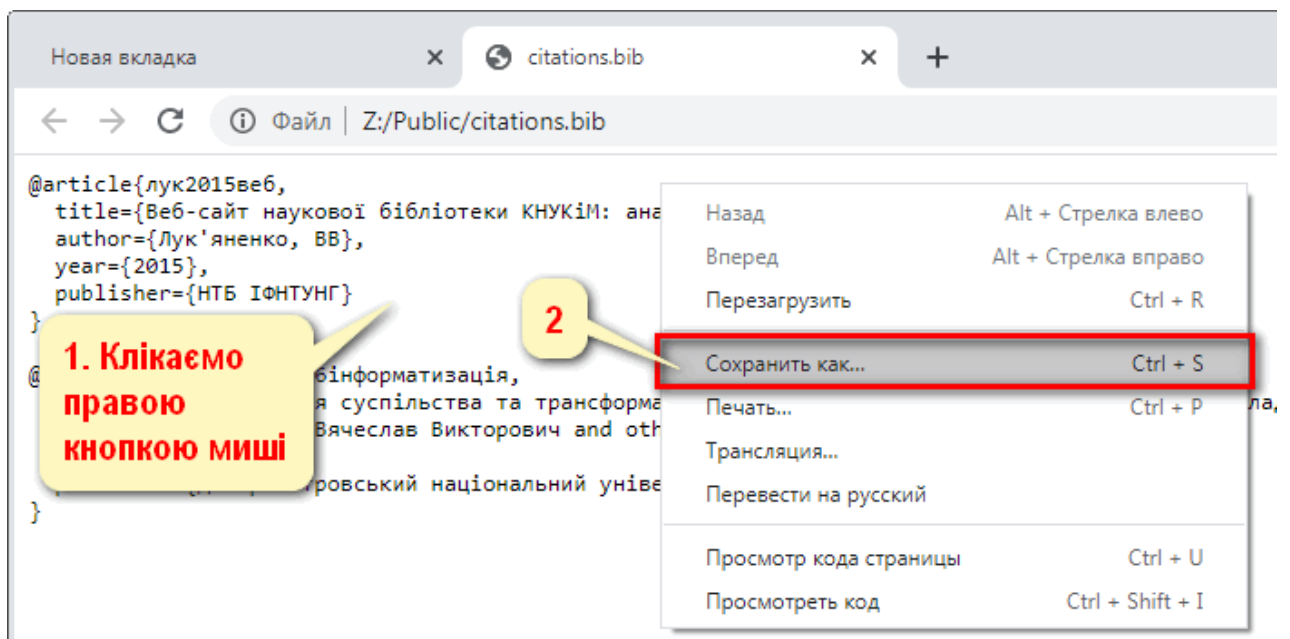 Новая вкладка
citations.bib
Файл | Z:/Public/citations.bib
@article{лук2015веб,
title={Веб-сайт наукової бібліотеки КНУКіМ: ана
author={Лук'яненко, ВВ},
year={2015},
publisher={НТБ ІФНТУНГ}
}
1. Клікаємо
правою
кнопкою миші
2
@
бінформатизація,
я суспільства та трансформа
ла,
Вячеслав Викторович and oth
ровський національний уніве
}
Назад Alt + Стрелка влево
Вперед Alt + Стрелка вправо
Перезагрузить Ctrl + R
Сохранить как... Ctrl + S
Печать... Ctrl + P
Трансляция...
Перевести на русский
Просмотр кода страницы Ctrl + U
Просмотреть код Ctrl + Shift + I